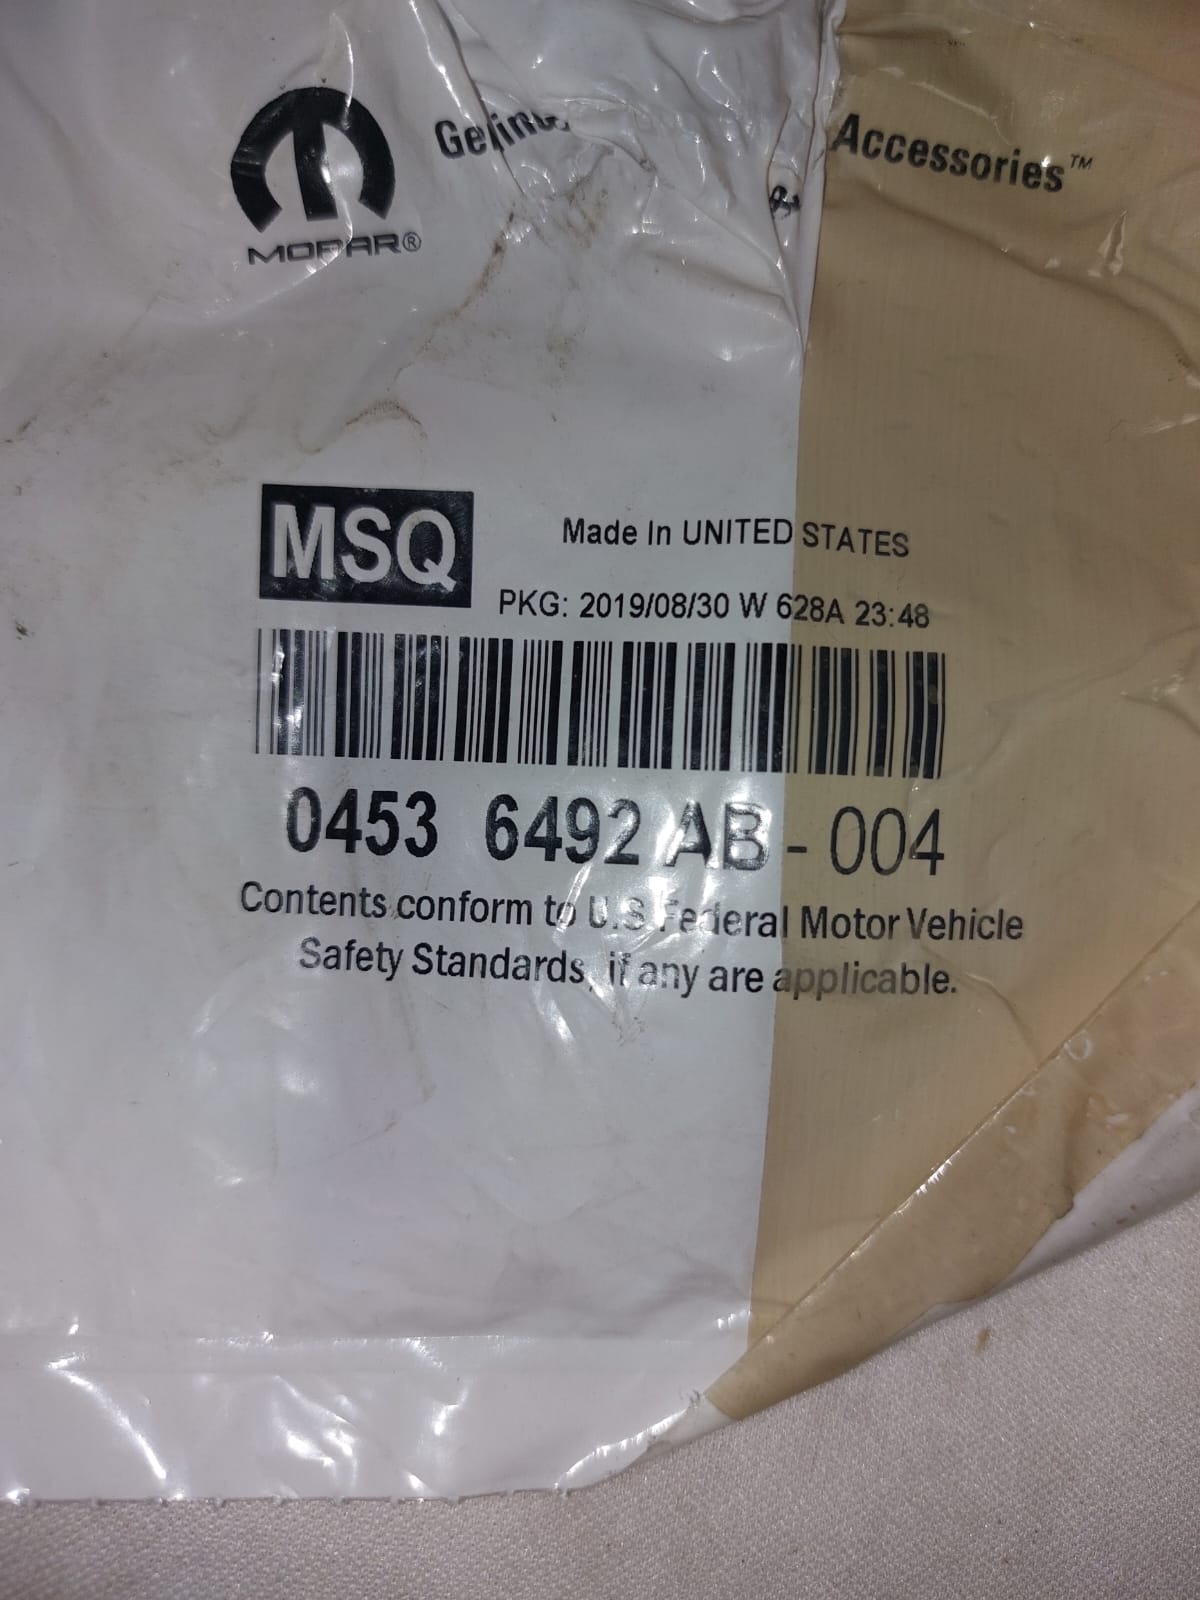 MOPAR®
Accessories™
&
MSQ
Made In UNITED STATES
PKG: 2019/08/30 W 628A 23:48
0453 6492 AB - 004
Contents conform to U.S Federal Motor Vehicle
Safety Standards, if any are applicable.